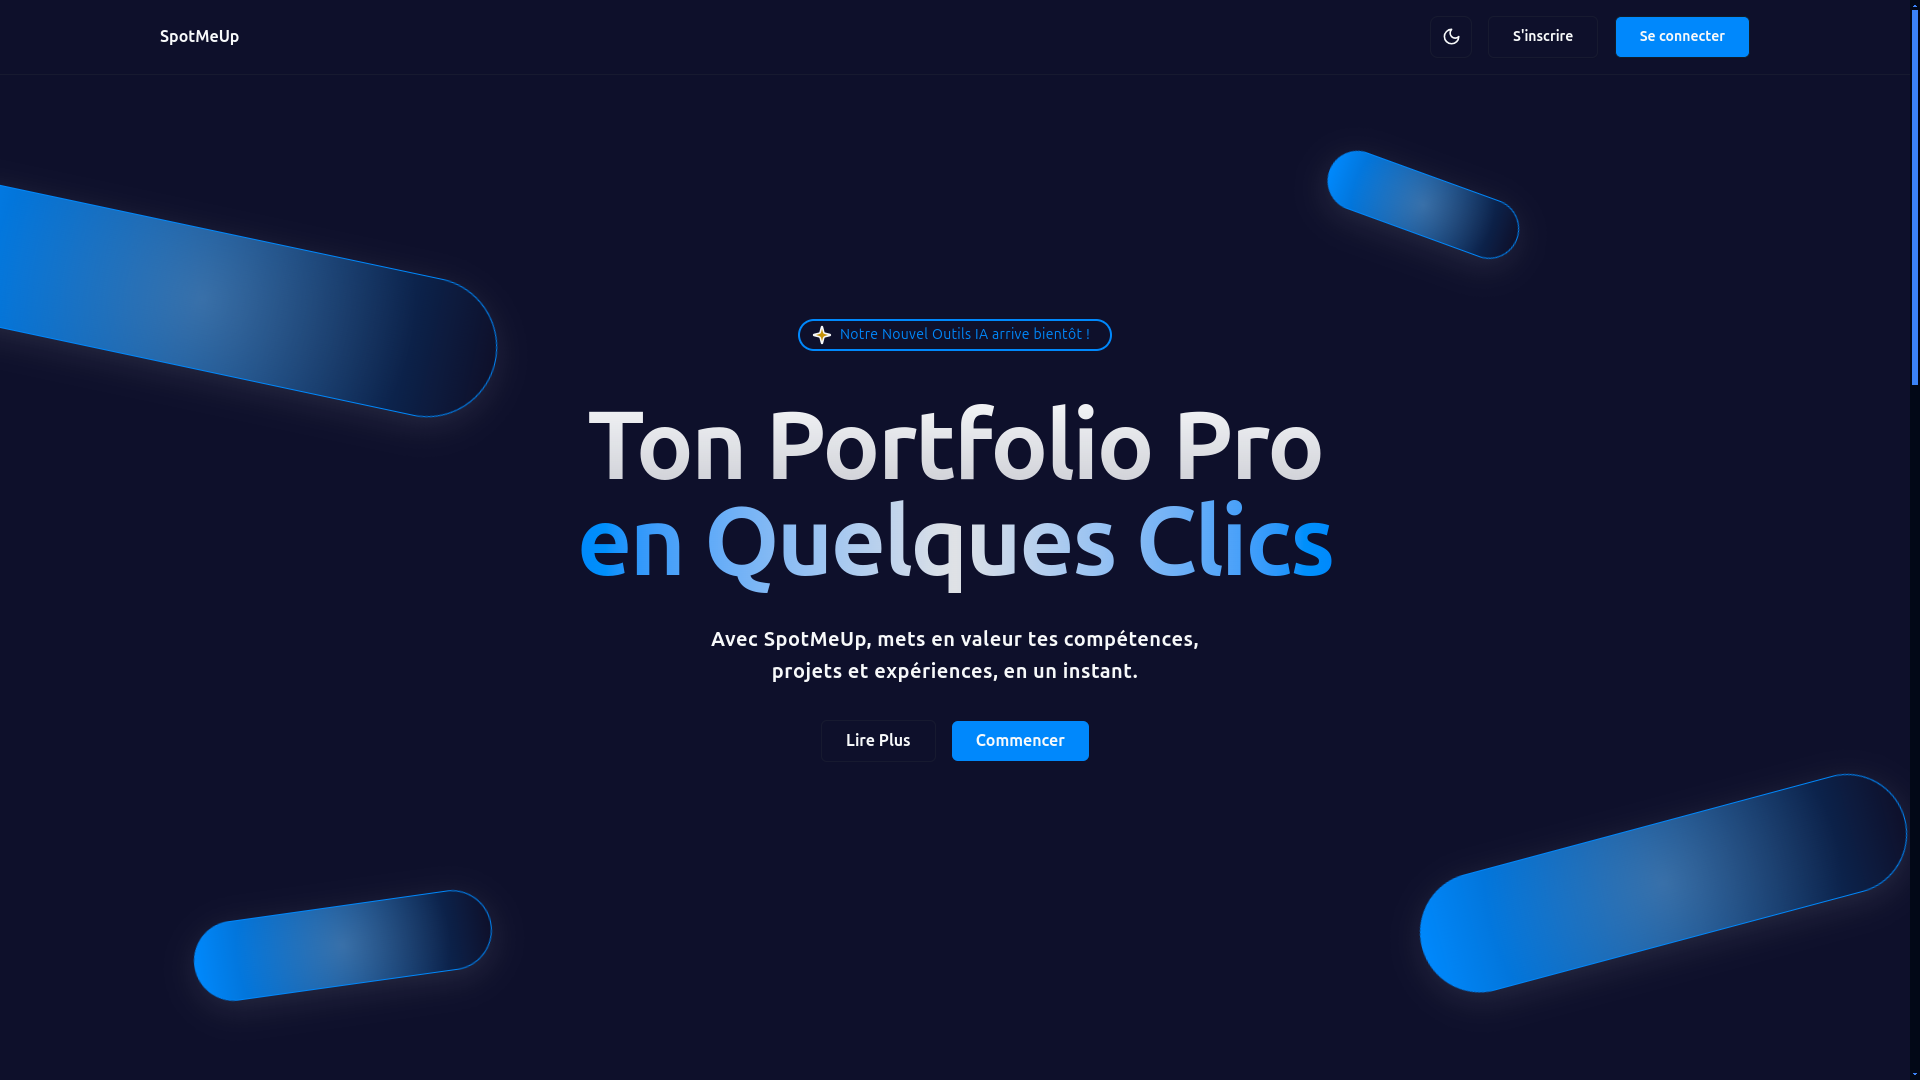 SpotMeUp
S'inscrire
Se connecter
Notre Nouvel Outils IA arrive bientôt !
Ton Portfolio Pro
en Quelques Clics
Avec SpotMeUp, mets en valeur tes compétences,
projets et expériences, en un instant.
Lire Plus
Commencer